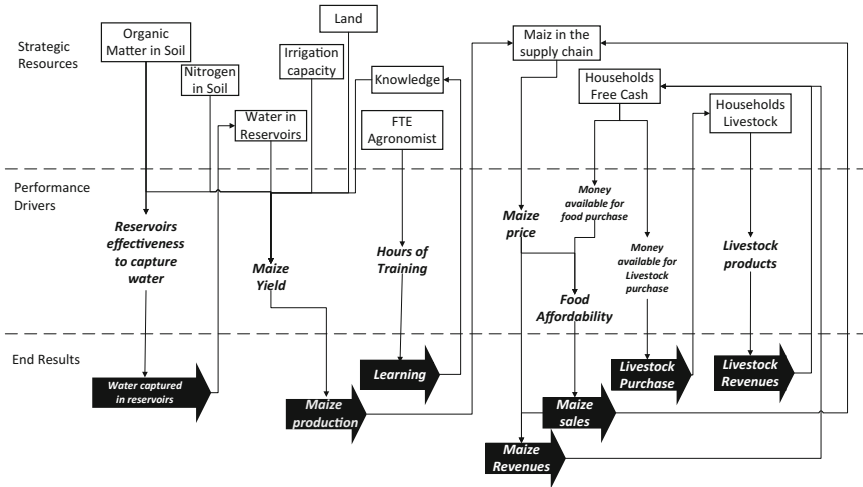 Strategic
Resources
Organic
Matter in Soil
Nitrogen
in Soil
Water in
Reservoirs
Irrigation
capacity
Land
Knowledge
FTE
Agronomist
Maiz in the
supply chain
Households
Free Cash
Households
Livestock
Performance
Drivers
Reservoirs
effectiveness
to capture
water
Maize
Yield
Hours of
Training
Maize
price
Money
available for
food purchase
Food
Affordability
Money
available for
Livestock
purchase
Livestock
products
End Results
Water captured
in reservoirs
Maize
production
Learning
Maize
sales
Maize
Revenues
Livestock
Purchase
Livestock
Revenues